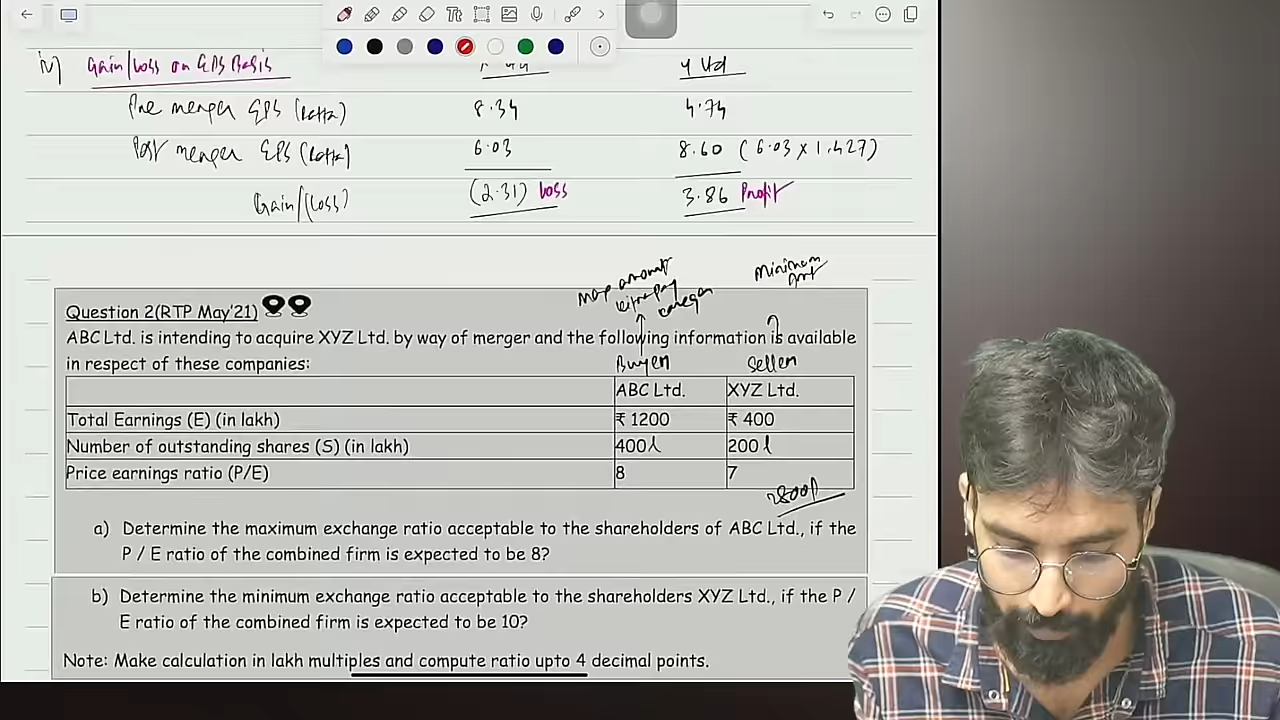 iv) Gain/Loss on EPS Basis Y Ltd
Pre merger EPS (Ratta) 8.34 4.74
Post merger EPS (Ratta) 6.03 8.60 (6.03 x 1.427)
Gain/(Loss) (2.31) Loss 3.86 Profit
Max amount
Minimum
Question 2(RTP May'21)
ABC Ltd. is intending to acquire XYZ Ltd. by way of merger and the following information is available
in respect of these companies:
Buyer Seller
ABC Ltd. XYZ Ltd.
Total Earnings (E) (in lakh) ₹ 1200 ₹ 400
Number of outstanding shares (S) (in lakh) 400l 200l
Price earnings ratio (P/E) 8 7
2800l
a) Determine the maximum exchange ratio acceptable to the shareholders of ABC Ltd., if the
P / E ratio of the combined firm is expected to be 8?
b) Determine the minimum exchange ratio acceptable to the shareholders XYZ Ltd., if the P /
E ratio of the combined firm is expected to be 10?
Note: Make calculation in lakh multiples and compute ratio upto 4 decimal points.